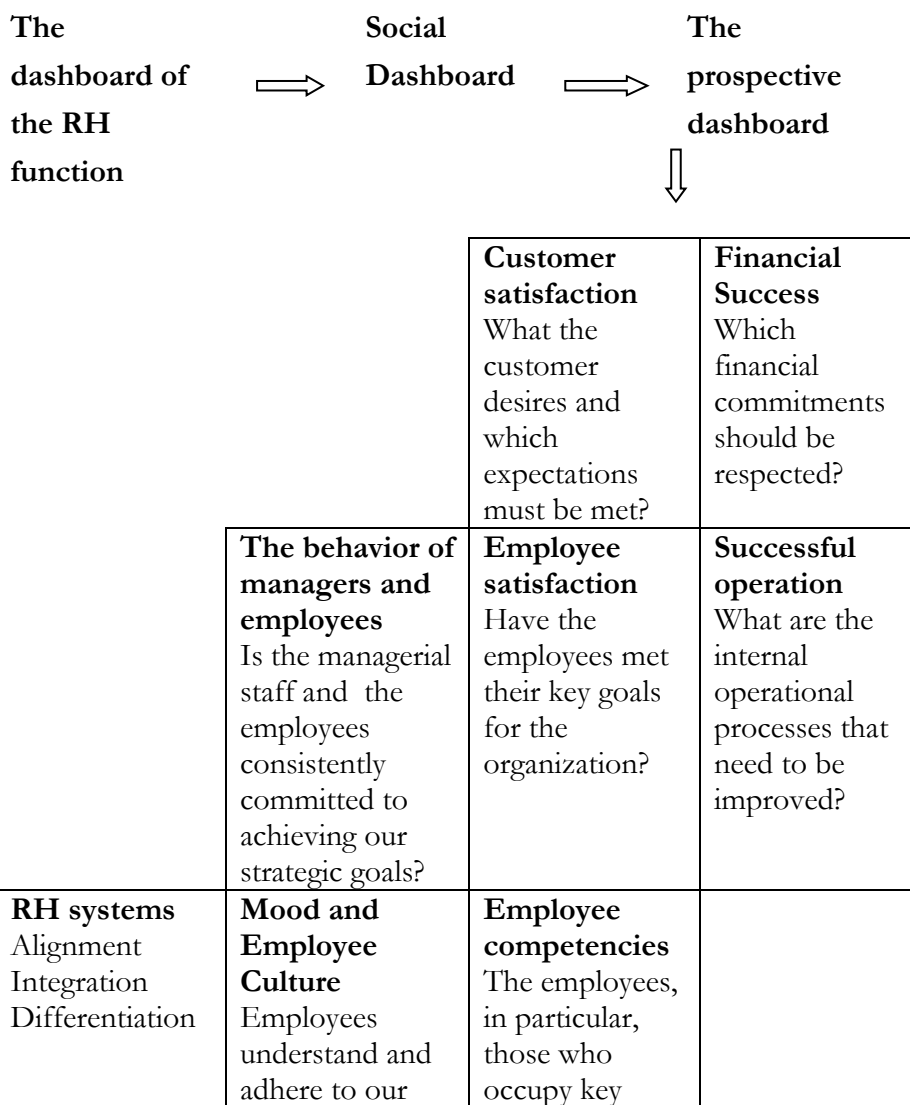 The
dashboard of
the RH
function
Social
Dashboard
The
prospective
dashboard
Customer
satisfaction
What the
customer
desires and
which
expectations
must be met?
Financial
Success
Which
financial
commitments
should be
respected?
The behavior of
managers and
employees
Is the managerial
staff and  the
employees
consistently
committed to
achieving our
strategic goals?
Employee
satisfaction
Have the
employees met
their key goals
for the
organization?
Successful
operation
What are the
internal
operational
processes that
need to be
improved?
RH systems
Alignment
Integration
Differentiation
Mood and
Employee
Culture
Employees
understand and
adhere to our
Employee
competencies
The employees,
in particular,
those who
occupy key